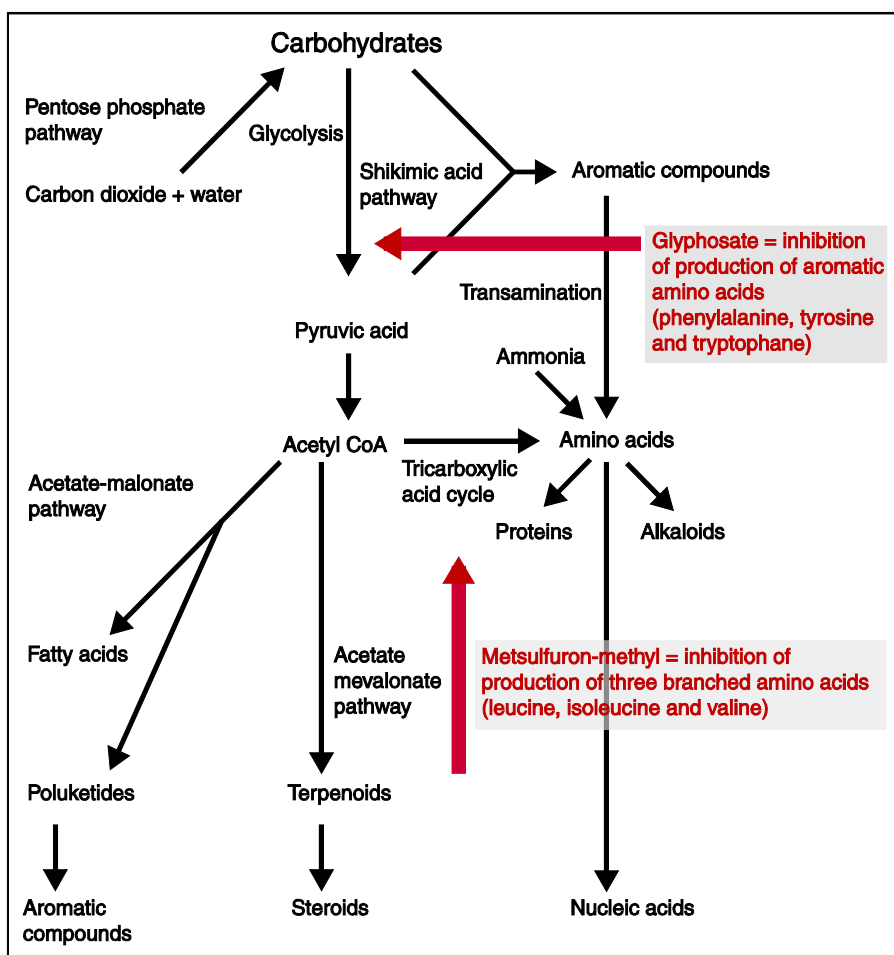 Carbohydrates
Pentose phosphate
pathway
Glycolysis
Carbon dioxide + water
Shikimic acid
pathway
Aromatic compounds
Glyphosate = inhibition
of production of aromatic
amino acids
(phenylalanine, tyrosine
and tryptophane)
Transamination
Pyruvic acid
Ammonia
Acetyl CoA
Amino acids
Tricarboxylic
acid cycle
Acetate-malonate
pathway
Proteins
Alkaloids
Fatty acids
Acetate
mevalonate
pathway
Metsulfuron-methyl = inhibition of
production of three branched amino acids
(leucine, isoleucine and valine)
Poluketides
Terpenoids
Aromatic
compounds
Steroids
Nucleic acids